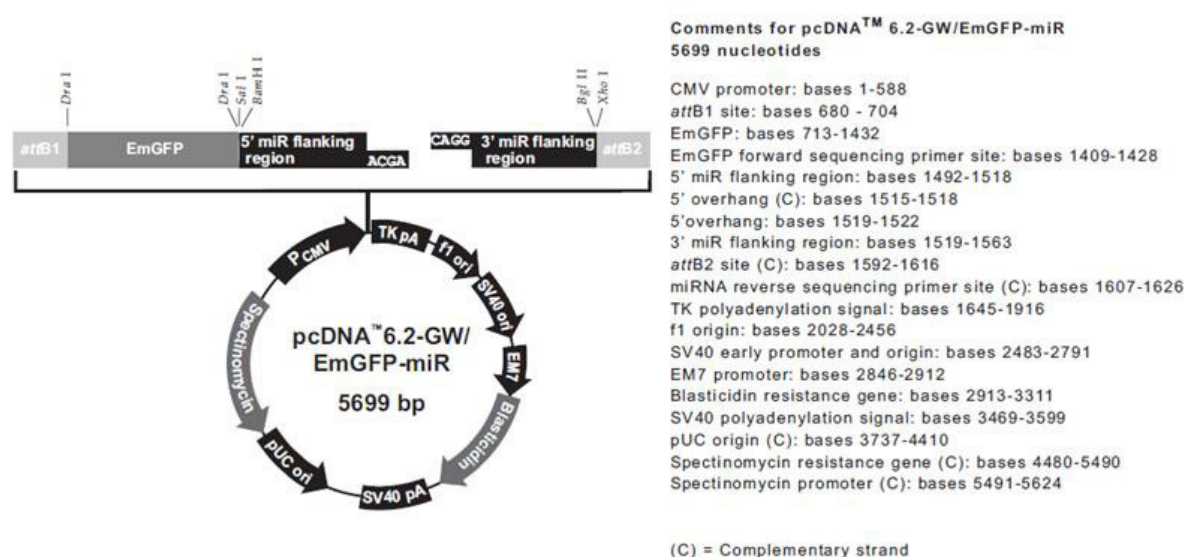 Dra I
Dra I
Sal I
BamH I
Bgl II
Xho I
attB1
EmGFP
5' miR flanking
region
ACGA
CAGG
3' miR flanking
region
attB2
PCMV
TK pA
f1 ori
SV40 ori
EM7
Blasticidin
SV40 pA
pUC ori
Spectinomycin
pcDNA™6.2-GW/
EmGFP-miR
5699 bp
Comments for pcDNA™ 6.2-GW/EmGFP-miR
5699 nucleotides
CMV promoter: bases 1-588
attB1 site: bases 680 - 704
EmGFP: bases 713-1432
EmGFP forward sequencing primer site: bases 1409-1428
5' miR flanking region: bases 1492-1518
5' overhang (C): bases 1515-1518
5'overhang: bases 1519-1522
3' miR flanking region: bases 1519-1563
attB2 site (C): bases 1592-1616
miRNA reverse sequencing primer site (C): bases 1607-1626
TK polyadenylation signal: bases 1645-1916
f1 origin: bases 2028-2456
SV40 early promoter and origin: bases 2483-2791
EM7 promoter: bases 2846-2912
Blasticidin resistance gene: bases 2913-3311
SV40 polyadenylation signal: bases 3469-3599
pUC origin (C): bases 3737-4410
Spectinomycin resistance gene (C): bases 4480-5490
Spectinomycin promoter (C): bases 5491-5624
(C) = Complementary strand